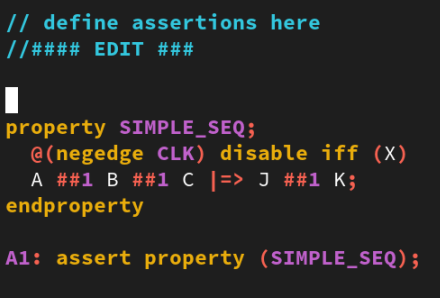 // define assertions here
//#### EDIT ###
property SIMPLE_SEQ;
@(negedge CLK) disable iff (X)
A ##1 B ##1 C |=> J ##1 K;
endproperty
A1: assert property (SIMPLE_SEQ);